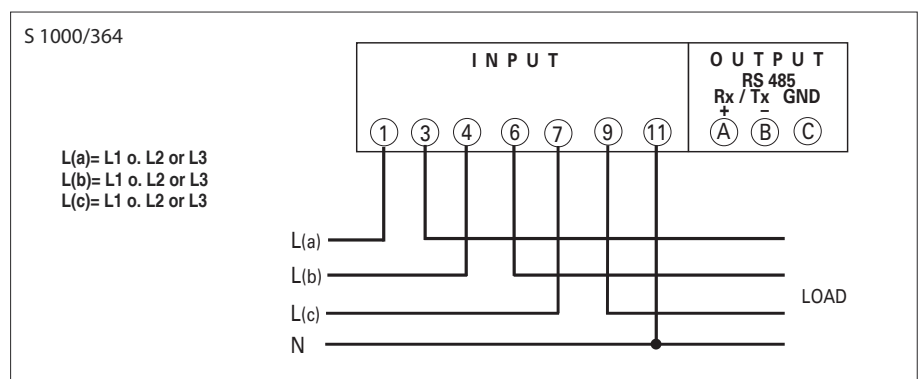 S 1000/364
INPUT
OUTPUT
RS 485
Rx / Tx GND
+ –
1 3 4 6 7 9 11 A B C
L(a)= L1 o. L2 or L3
L(b)= L1 o. L2 or L3
L(c)= L1 o. L2 or L3
L(a)
L(b)
L(c)
N
LOAD